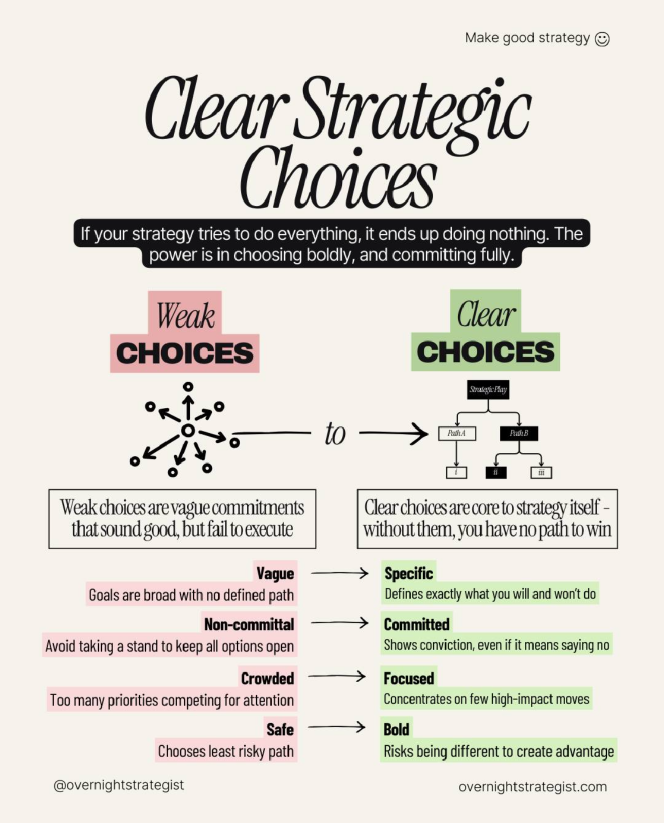 Make good strategy
Clear Strategic
Choices
If your strategy tries to do everything, it ends up doing nothing. The
power is in choosing boldly, and committing fully.
Weak
CHOICES
Clear
CHOICES
to
Strategic Play
Path A
Path B
i
ii
iii
Weak choices are vague commitments
that sound good, but fail to execute
Clear choices are core to strategy itself –
without them, you have no path to win
Vague
Goals are broad with no defined path
Specific
Defines exactly what you will and won't do
Non-committal
Avoid taking a stand to keep all options open
Committed
Shows conviction, even if it means saying no
Crowded
Too many priorities competing for attention
Focused
Concentrates on few high-impact moves
Safe
Chooses least risky path
Bold
Risks being different to create advantage
@overnightstrategist
overnightstrategist.com